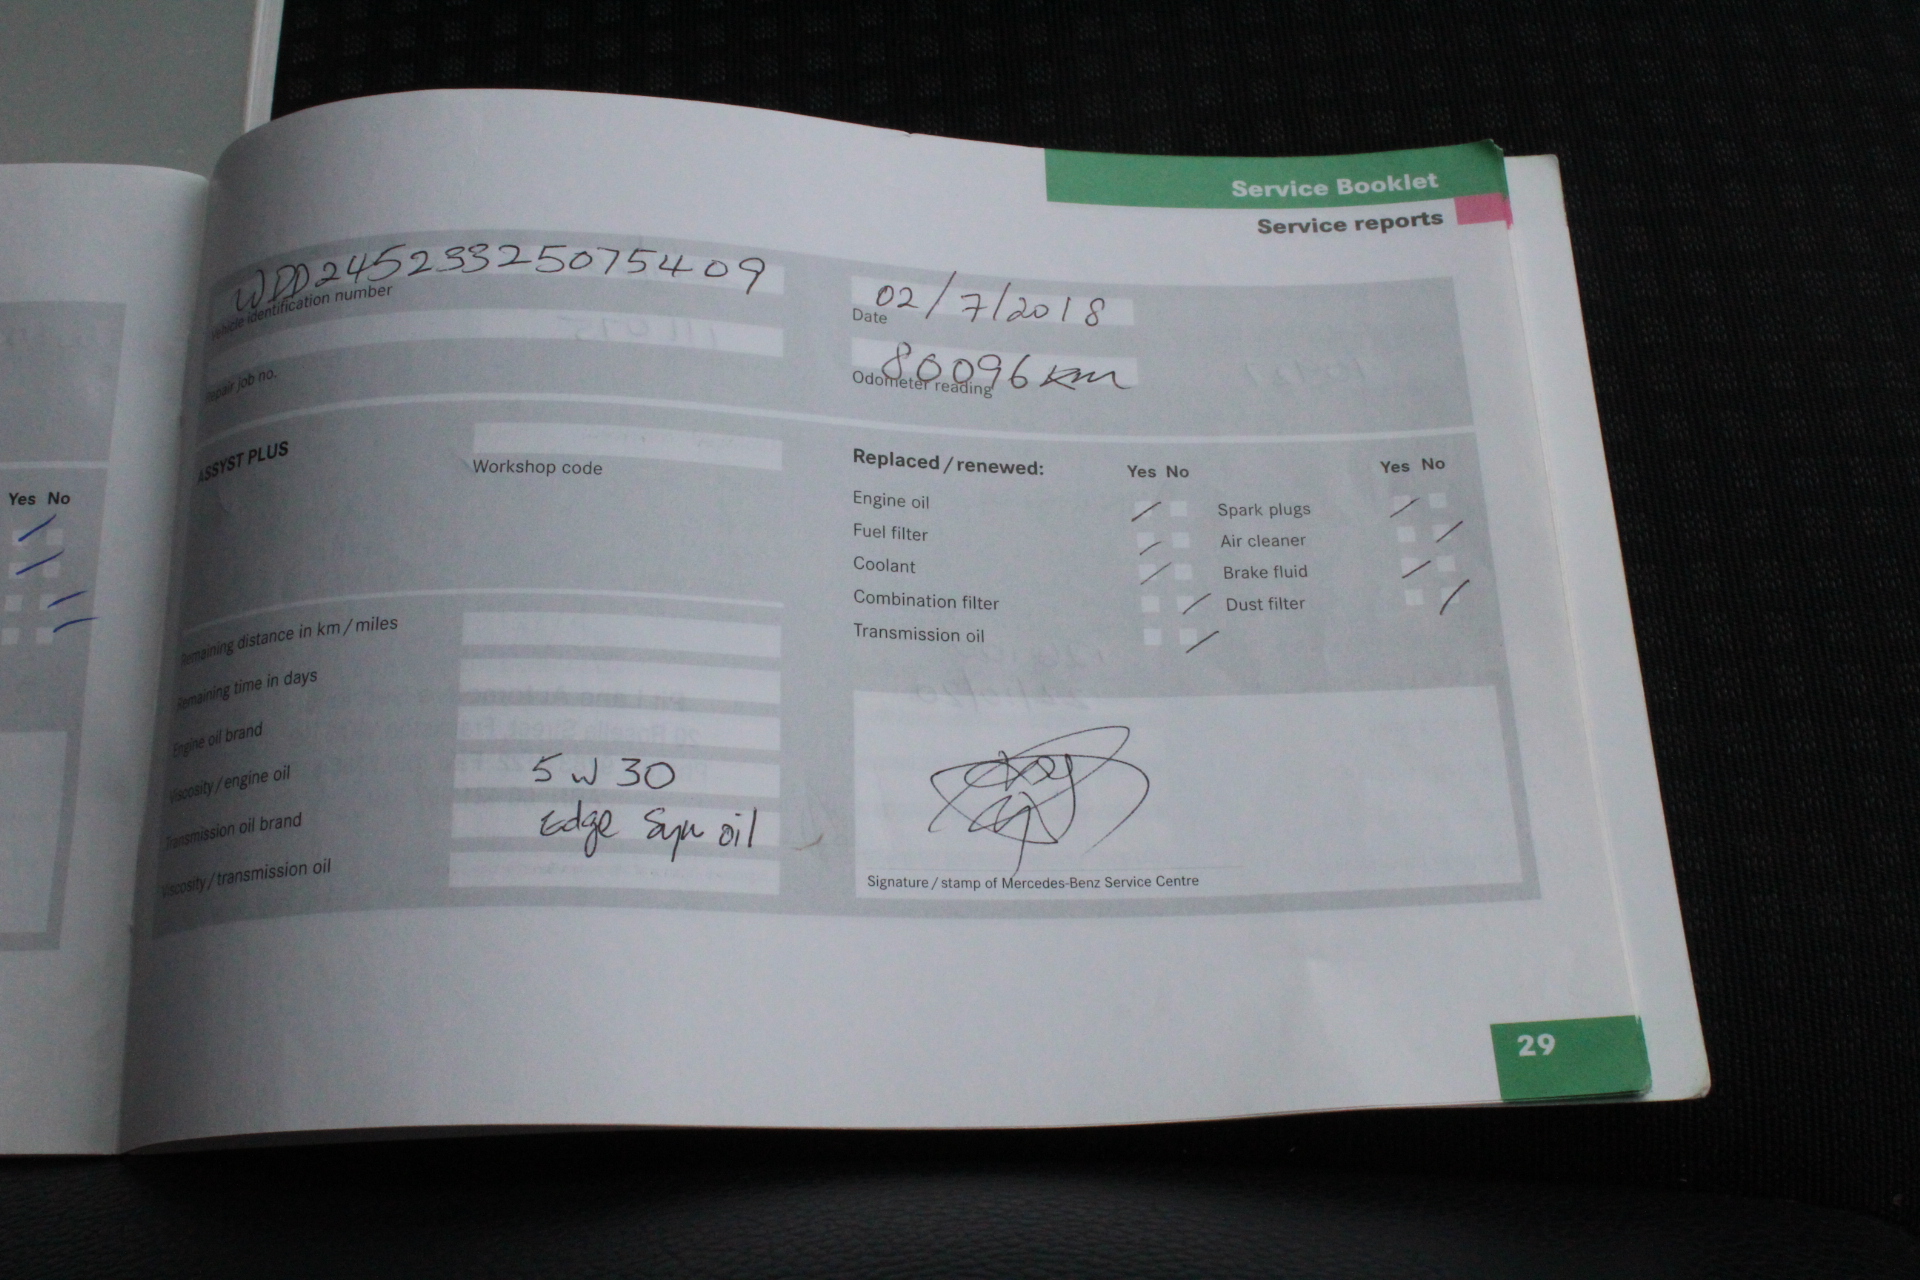 Service Booklet
Service reports
WDD2452332S075409
Vehicle identification number
02/7/2018
Date
Repair job no.
80096 km
Odometer reading
ASSYST PLUS
Workshop code
Replaced / renewed:
Yes No
Yes No
Engine oil
Spark plugs
Fuel filter
Air cleaner
Coolant
Brake fluid
Combination filter
Dust filter
Transmission oil
Remaining distance in km / miles
Remaining time in days
Engine oil brand
Viscosity / engine oil
5W30
Transmission oil brand
Edge Syn oil
Viscosity / transmission oil
Signature / stamp of Mercedes-Benz Service Centre
29
Yes No